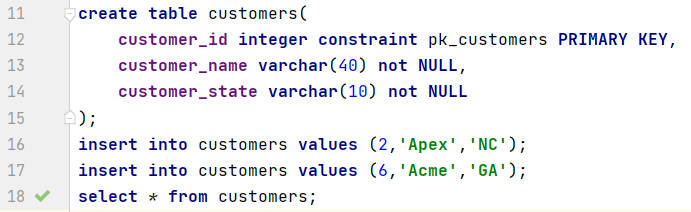 11 create table customers(
12     customer_id integer constraint pk_customers PRIMARY KEY,
13     customer_name varchar(40) not NULL,
14     customer_state varchar(10) not NULL
15 );
16 insert into customers values (2,'Apex','NC');
17 insert into customers values (6,'Acme','GA');
18 select * from customers;